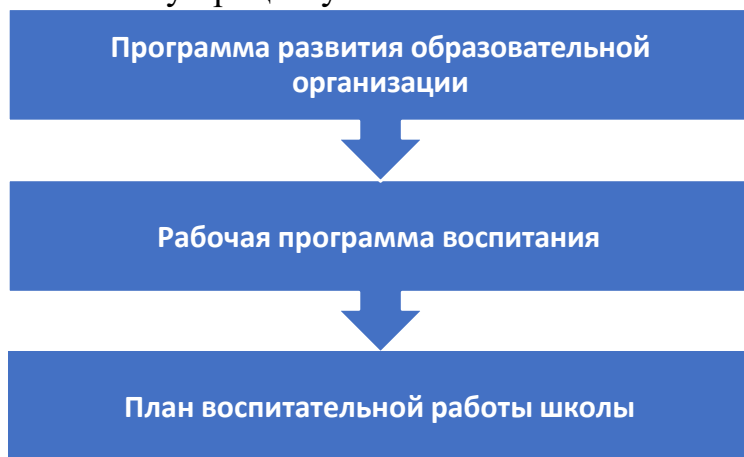 Программа развития образовательной
организации
Рабочая программа воспитания
План воспитательной работы школы